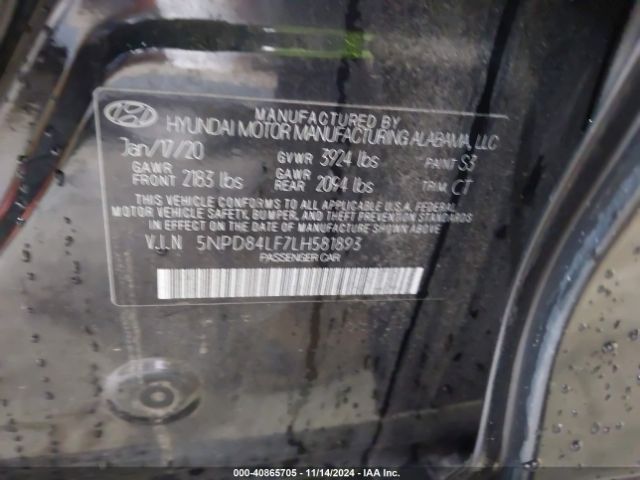 MANUFACTURED BY
HYUNDAI MOTOR MANUFACTURING ALABAMA, LLC
Jan/17/20 GVWR 3924 lbs PAINT S3
GAWR FRONT 2183 lbs GAWR REAR 2094 lbs TRIM CT
THIS VEHICLE CONFORMS TO ALL APPLICABLE U.S.A. FEDERAL
MOTOR VEHICLE SAFETY, BUMPER, AND THEFT PREVENTION STANDARDS
IN EFFECT ON THE DATE OF MANUFACTURE SHOWN ABOVE.
V.I.N 5NPD84LF7LH581893
PASSENGER CAR
000-40865705 - 11/14/2024 - IAA Inc.